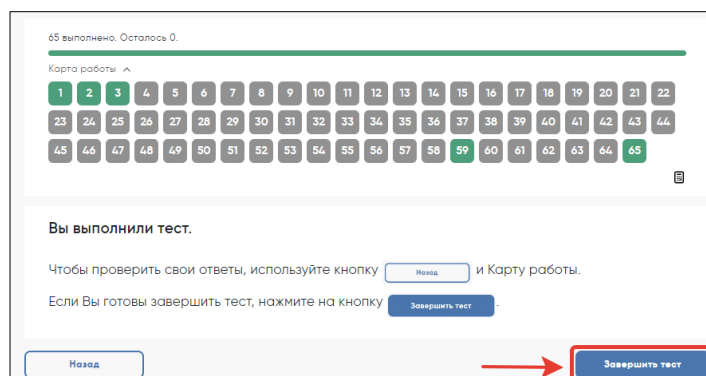 65 выполнено. Осталось 0.
Карта работы
1 2 3 4 5 6 7 8 9 10 11 12 13 14 15 16 17 18 19 20 21 22
23 24 25 26 27 28 29 30 31 32 33 34 35 36 37 38 39 40 41 42 43 44
45 46 47 48 49 50 51 52 53 54 55 56 57 58 59 60 61 62 63 64 65
Вы выполнили тест.
Чтобы проверить свои ответы, используйте кнопку Назад и Карту работы.
Если Вы готовы завершить тест, нажмите на кнопку Завершить тест .
Назад Завершить тест